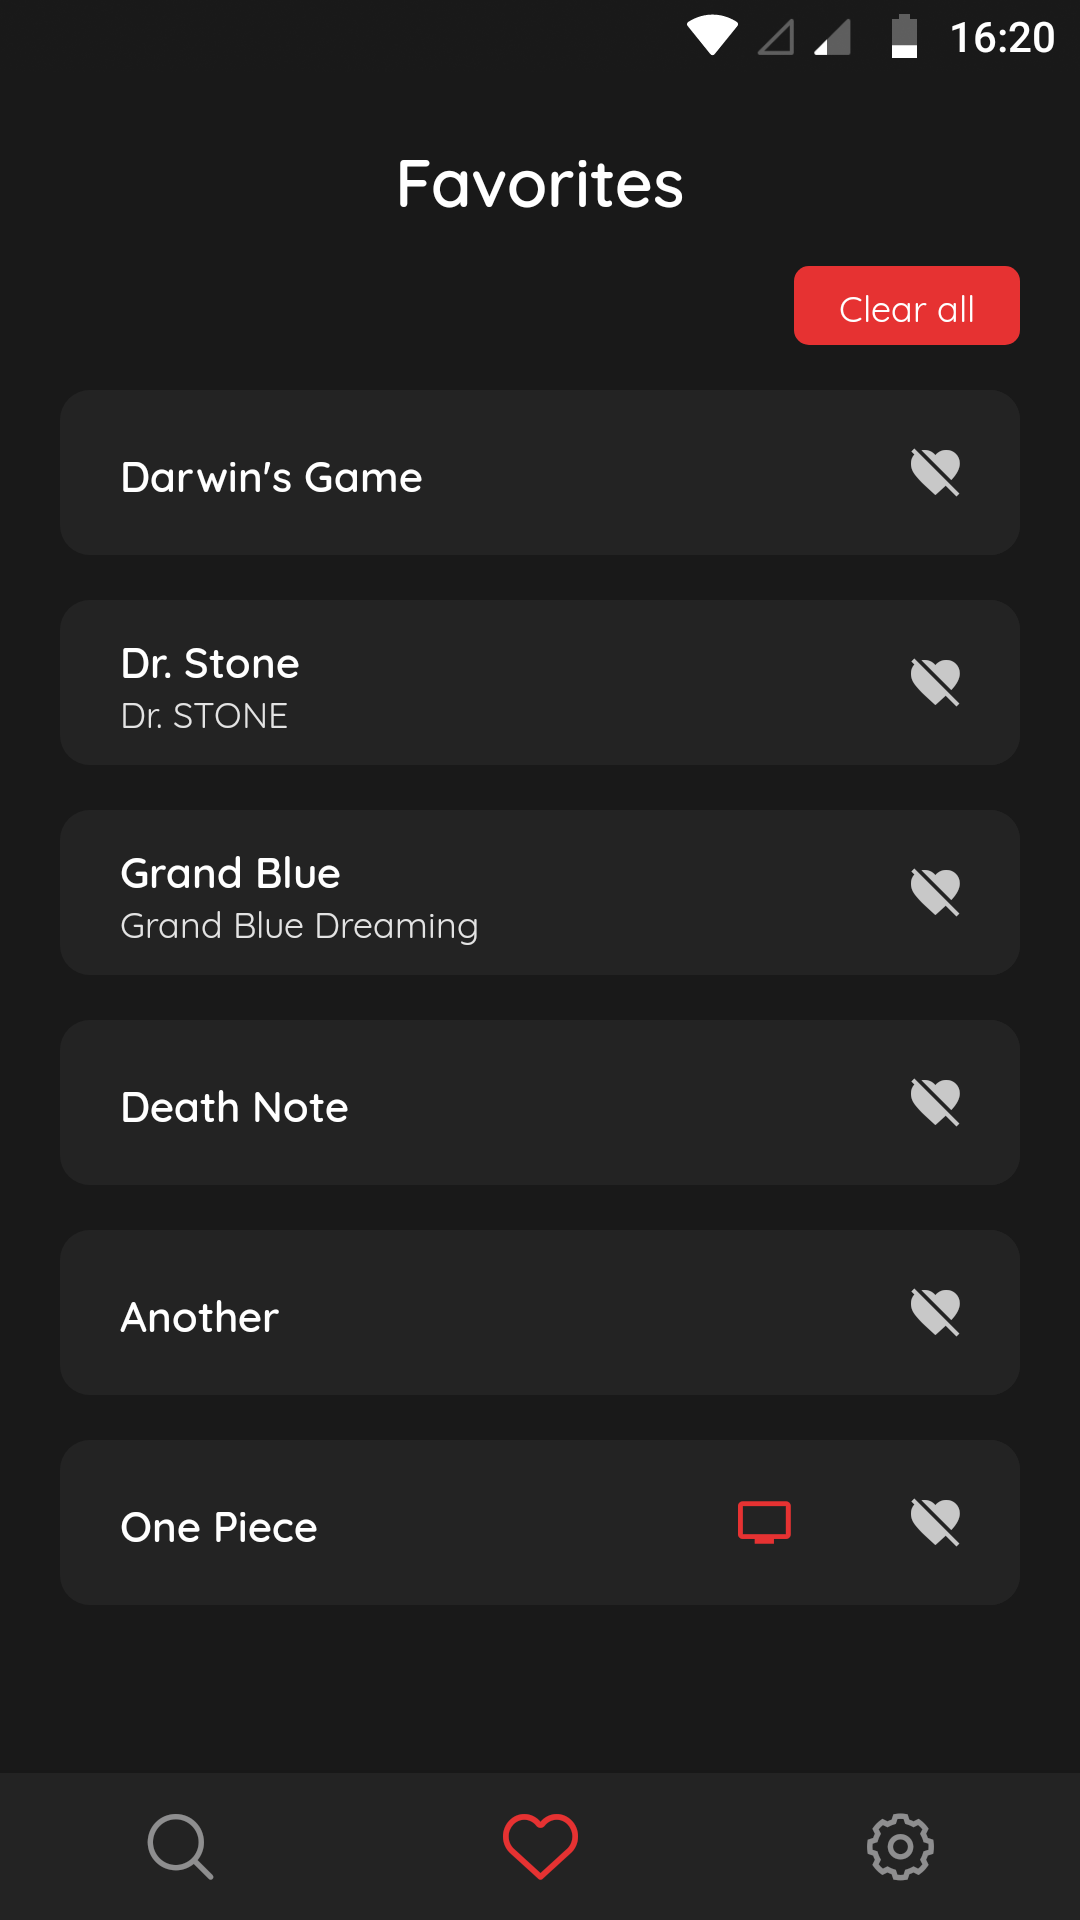 16:20
Favorites
Clear all
Darwin's Game
Dr. Stone
Dr. STONE
Grand Blue
Grand Blue Dreaming
Death Note
Another
One Piece